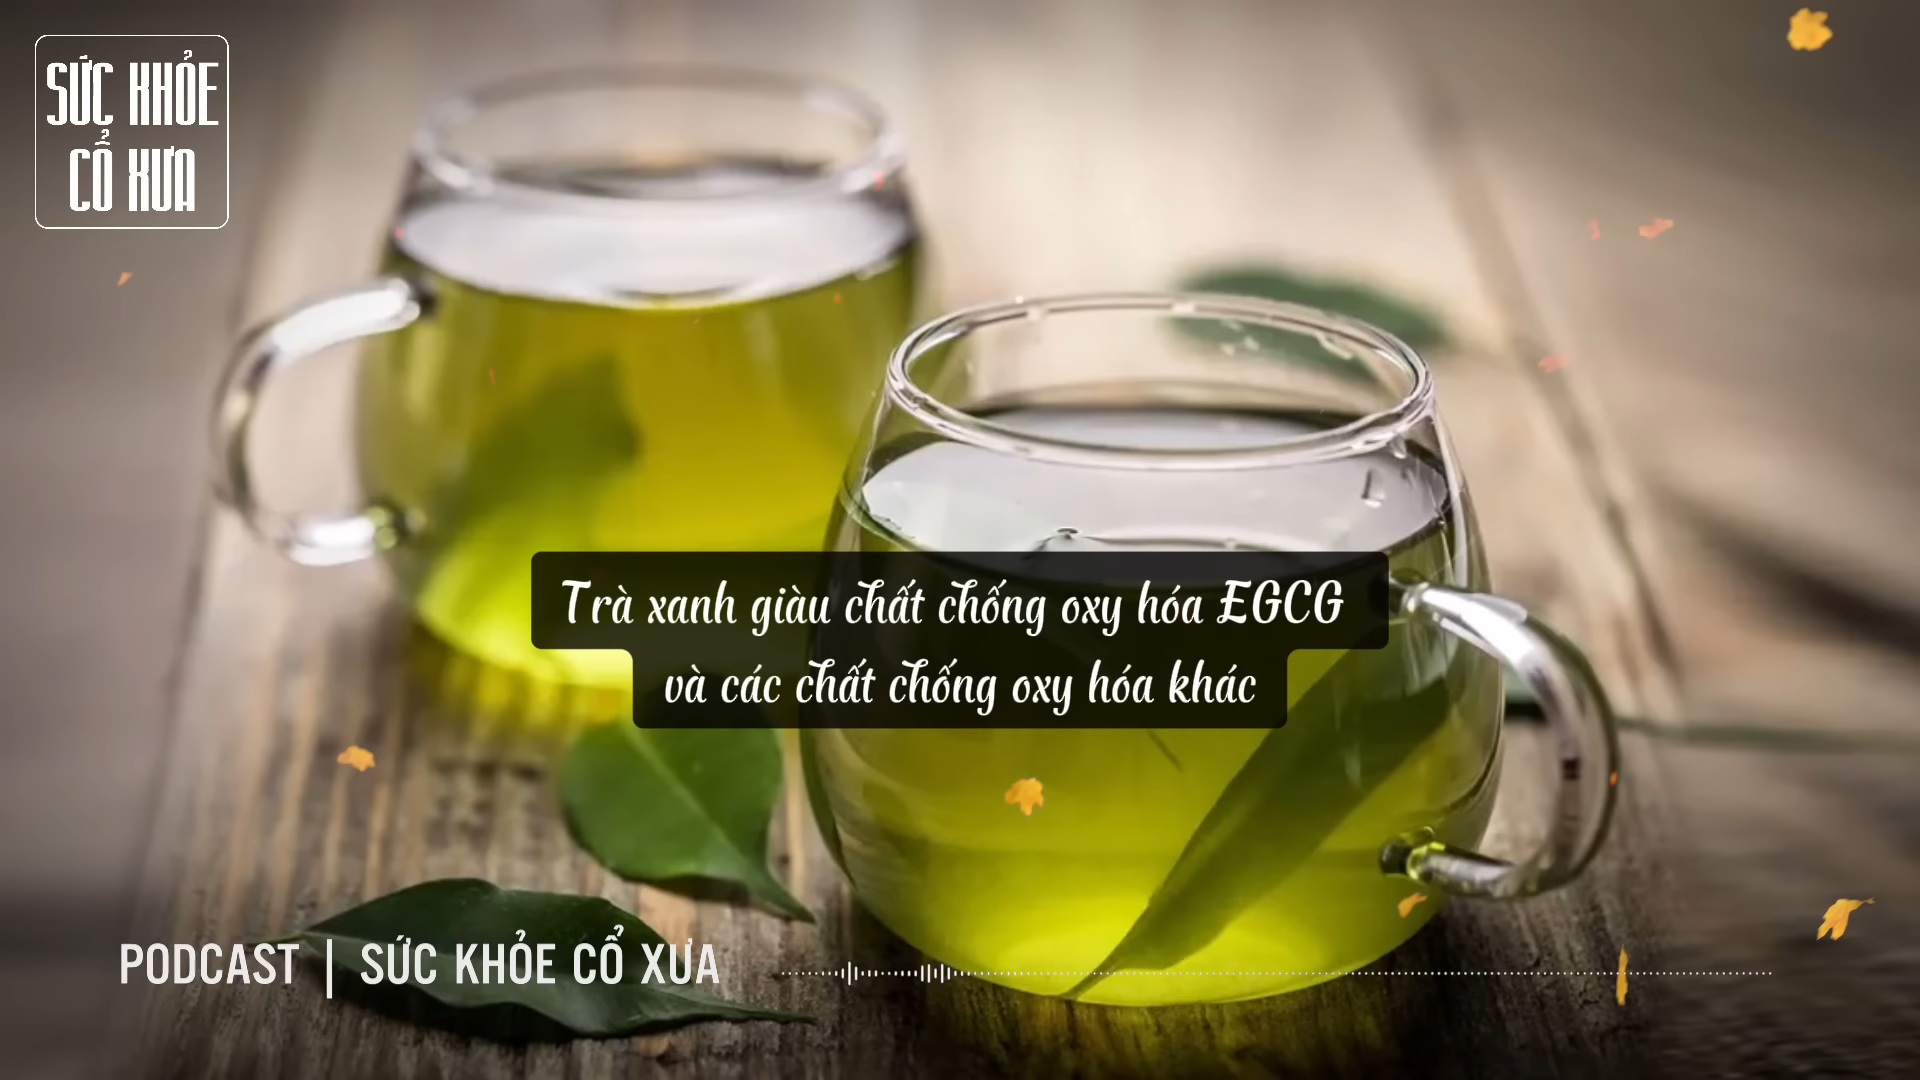 SỨC KHỎE
CỔ XƯA
Trà xanh giàu chất chống oxy hóa EGCG
và các chất chống oxy hóa khác
PODCAST | SỨC KHỎE CỔ XƯA